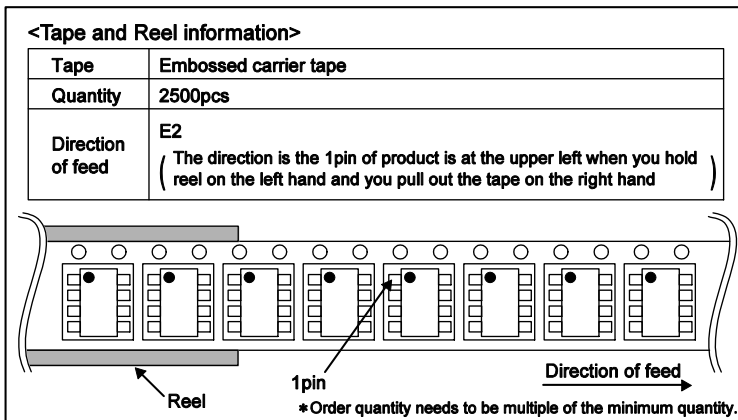 <Tape and Reel information>
Tape Embossed carrier tape
Quantity 2500pcs
Direction of feed E2
( The direction is the 1pin of product is at the upper left when you hold
reel on the left hand and you pull out the tape on the right hand )
Direction of feed
1pin
Reel
*Order quantity needs to be multiple of the minimum quantity.